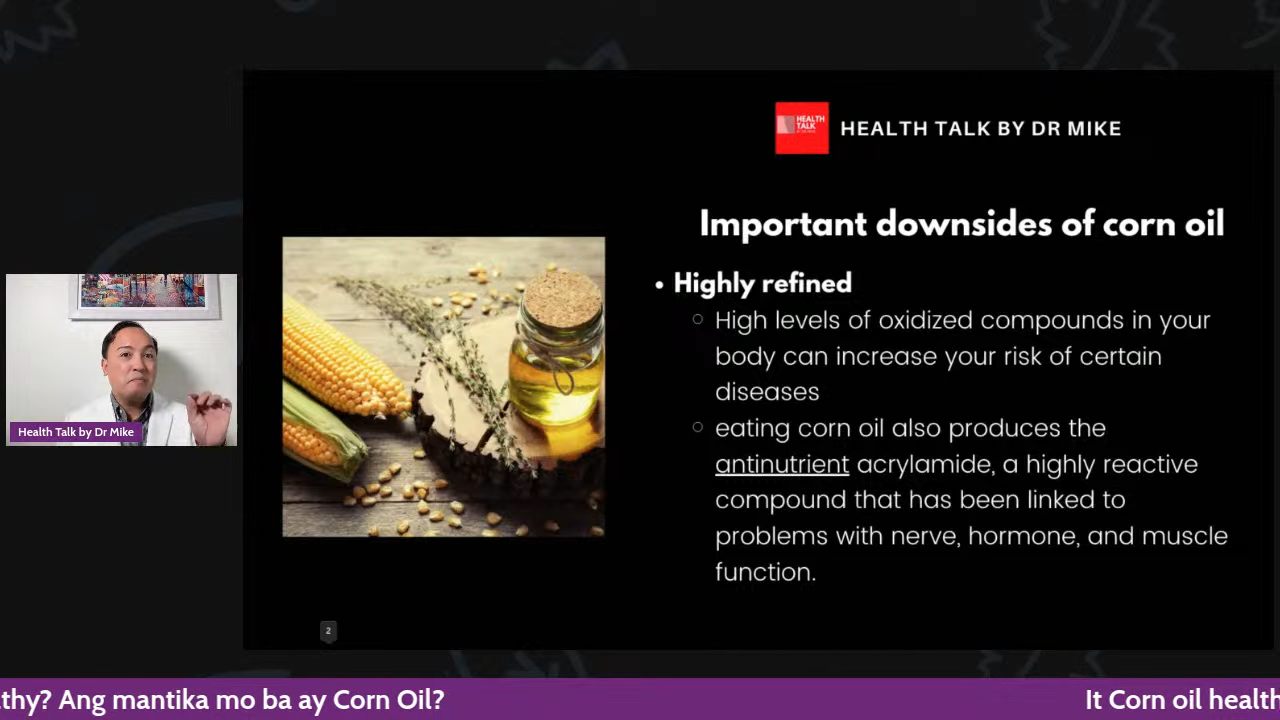 HEALTH TALK
HEALTH TALK BY DR MIKE
Important downsides of corn oil
• Highly refined
○ High levels of oxidized compounds in your
body can increase your risk of certain
diseases
○ eating corn oil also produces the
antinutrient acrylamide, a highly reactive
compound that has been linked to
problems with nerve, hormone, and muscle
function.
Health Talk by Dr Mike
2
thy? Ang mantika mo ba ay Corn Oil?
It Corn oil health